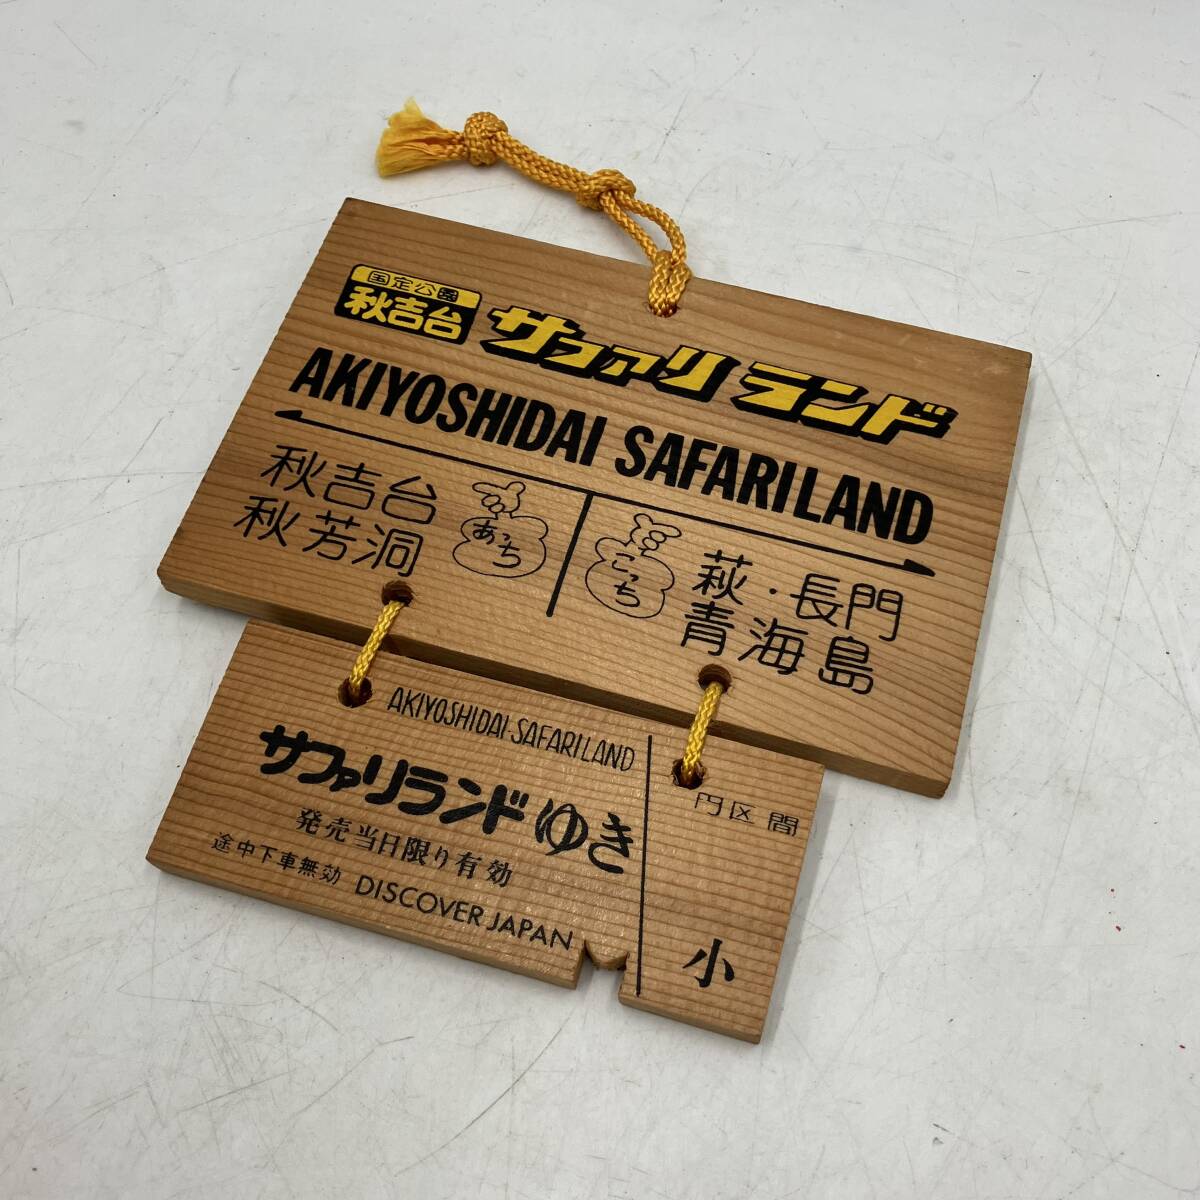 国定公園
秋吉台
サファリランド
AKIYOSHIDAI SAFARILAND
秋吉台
秋芳洞
あっち
こっち
萩・長門
青海島
AKIYOSHIDAI・SAFARILAND
サファリランドゆき
発売当日限り有効
途中下車無効 DISCOVER JAPAN
円区間
小